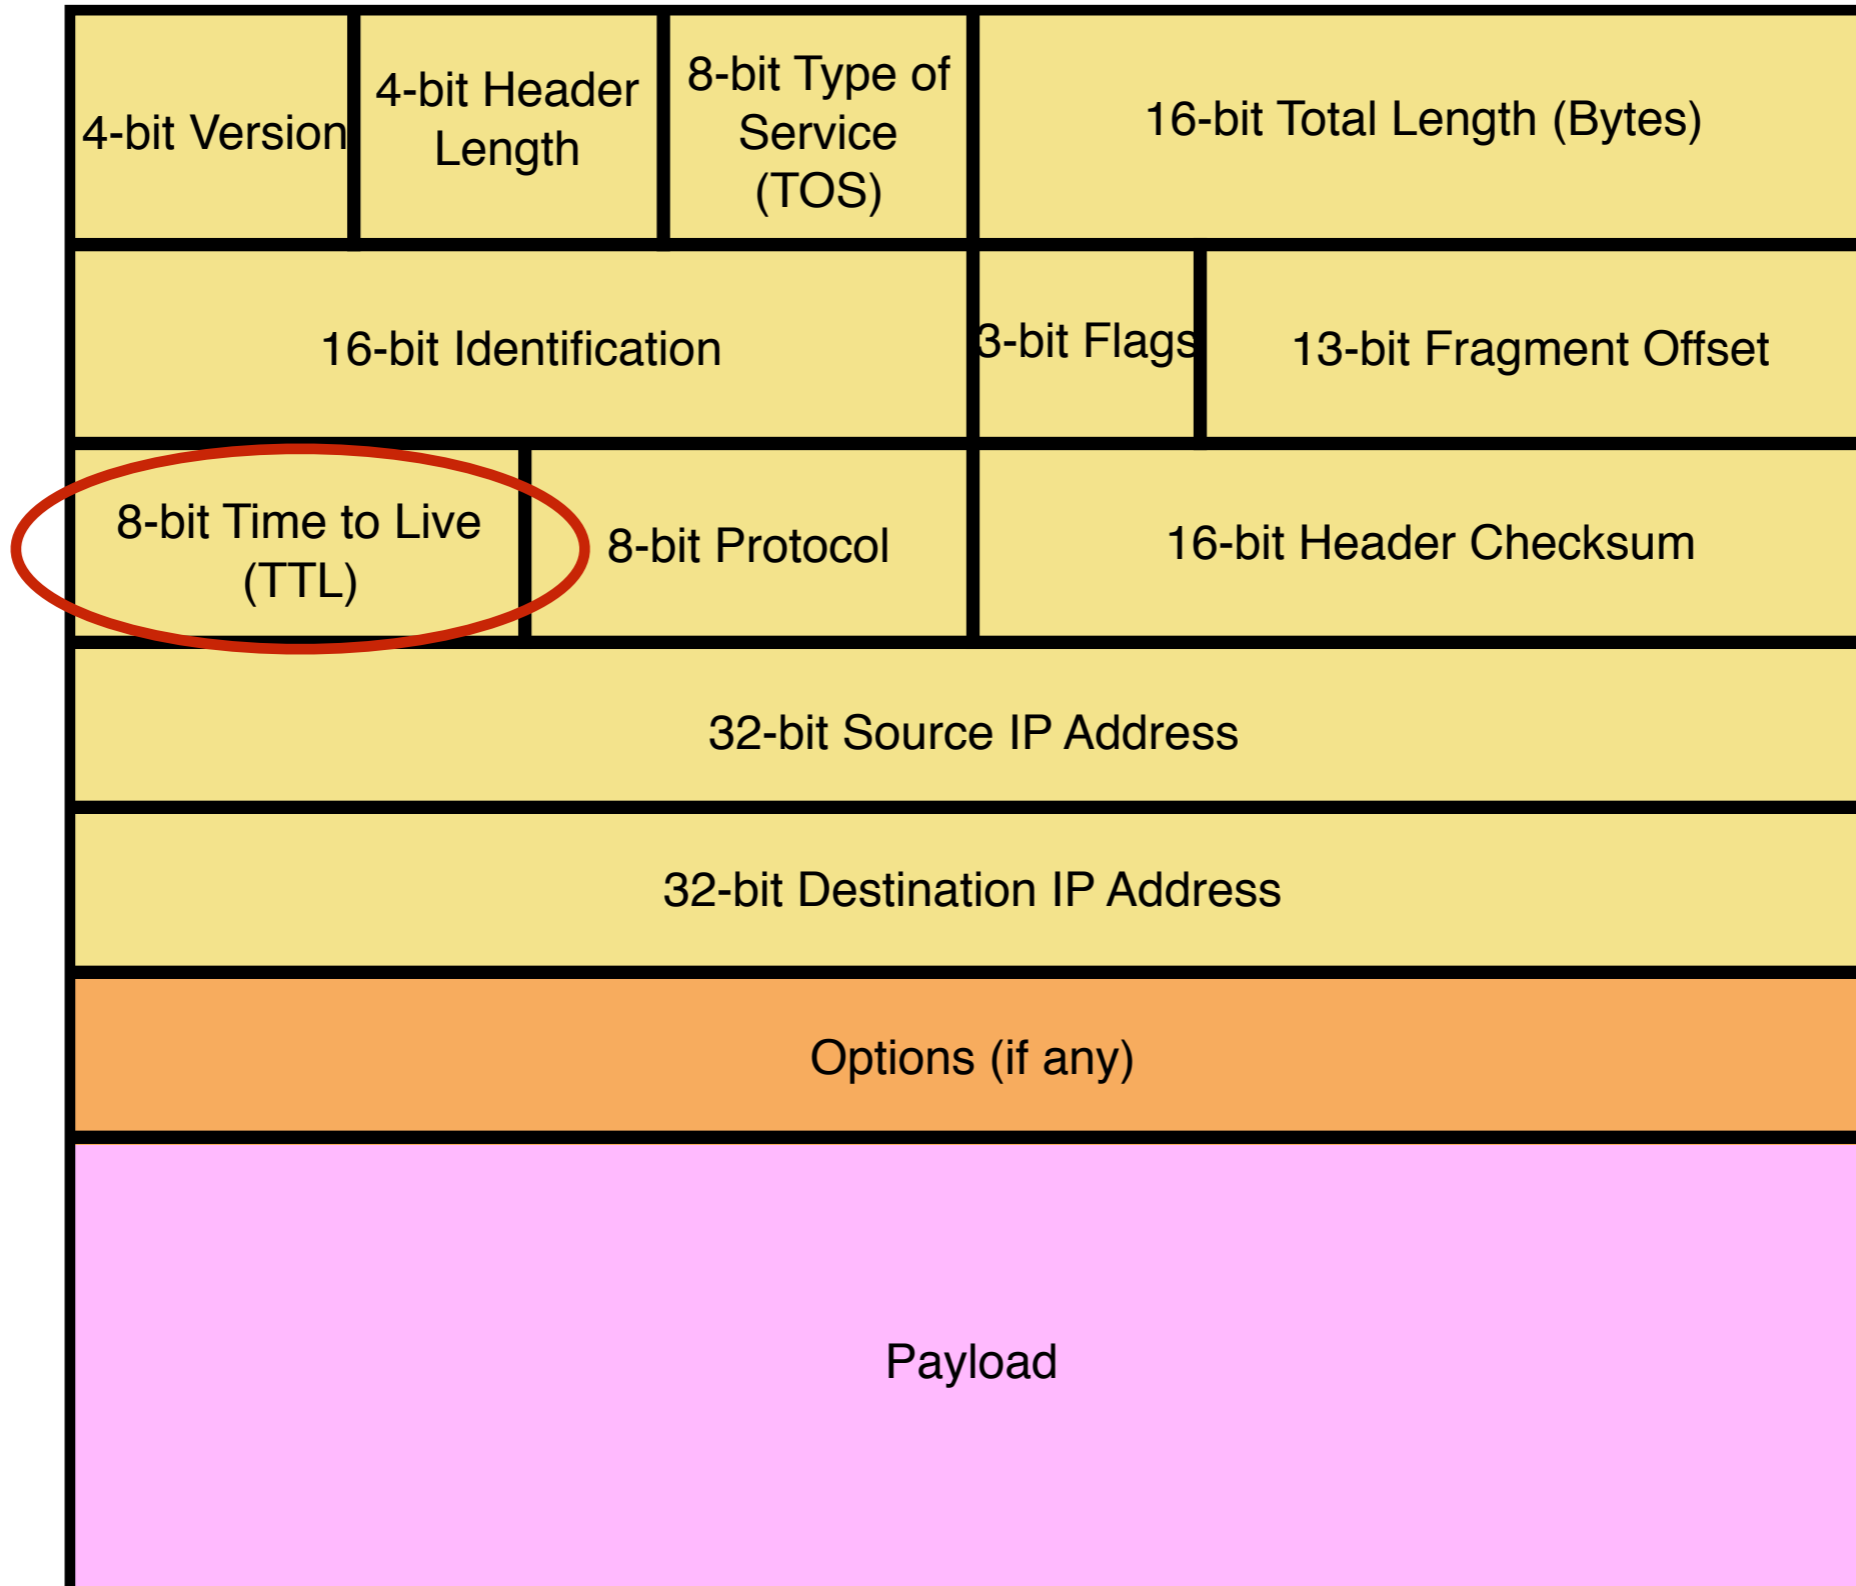 4-bit Version
4-bit Header
Length
8-bit Type of
Service
(TOS)
16-bit Total Length (Bytes)
16-bit Identification
3-bit Flags
13-bit Fragment Offset
8-bit Time to Live
(TTL)
8-bit Protocol
16-bit Header Checksum
32-bit Source IP Address
32-bit Destination IP Address
Options (if any)
Payload